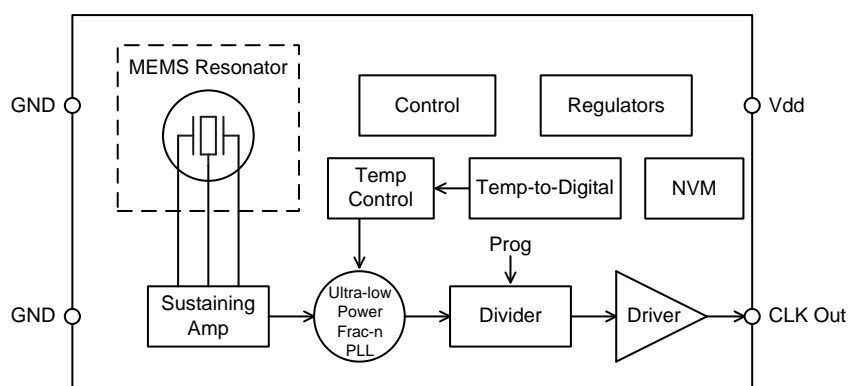 MEMS Resonator
GND
Control
Regulators
Vdd
Temp
Control
Temp-to-Digital
NVM
Prog
GND
Sustaining
Amp
Ultra-low
Power
Frac-n
PLL
Divider
Driver
CLK Out